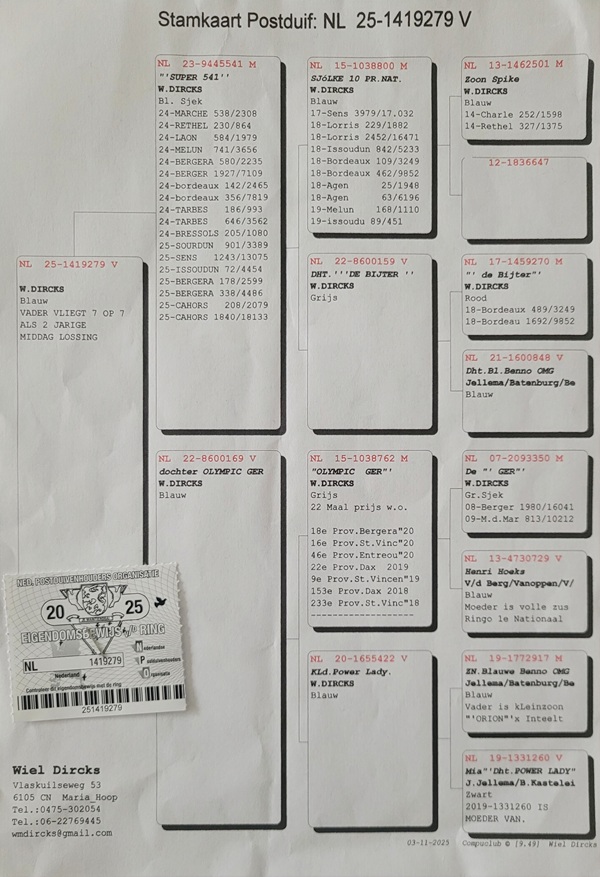 Stamkaart Postduif: NL 25-1419279 V
NL 25-1419279 V
W.DIRCKS
Blauw
VADER VLIEGT 7 OP 7
ALS 2 JARIGE
MIDDAG LOSSING
NL 23-9445541 M
"'SUPER 541''
W.DIRCKS
Bl. Sjek
24-MARCHE 538/2308
24-RETHEL 230/864
24-LAON 584/1979
24-MELUN 741/3656
24-BERGERA 580/2235
24-BERGER 1927/7109
24-bordeaux 142/2465
24-bordeaux 356/7819
24-TARBES 186/993
24-TARBES 646/3562
24-BRESSOLS 205/1080
25-SOURDUN 901/3389
25-SENS 1243/13075
25-ISSOUDUN 72/4454
25-BERGERA 178/2599
25-BERGERA 338/4486
25-CAHORS 208/2079
25-CAHORS 1840/18133
NL 22-8600169 V
dochter OLYMPIC GER
W.DIRCKS
Blauw
NL 15-1038800 M
SJöLKE 10 PR.NAT.
W.DIRCKS
Blauw
17-Sens 3979/17.032
18-Lorris 229/1882
18-Lorris 2452/16471
18-Issoudun 842/5233
18-Bordeaux 109/3249
18-Bordeaux 462/9852
18-Agen 25/1948
18-Agen 63/6196
19-Melun 168/1110
19-issoudu 89/451
NL 22-8600159 V
DHT.'''DE BIJTER ''
W.DIRCKS
Grijs
NL 15-1038762 M
"OLYMPIC GER"'
W.DIRCKS
Grijs
22 Maal prijs w.o.
18e Prov.Bergera"20
16e Prov.St.Vinc"20
46e Prov.Entreou"20
22e Prov.Dax 2019
9e Prov.St.Vincen"19
153e Prov.Dax 2018
233e Prov.St.Vinc"18
-------------------
NL 20-1655422 V
KLd.Power Lady.
W.DIRCKS
Blauw
NL 13-1462501 M
Zoon Spike
W.DIRCKS
Blauw
14-Charle 252/1598
14-Rethel 327/1375
12-1836647
NL 17-1459270 M
"' de Bijter"'
W.DIRCKS
Rood
18-Bordeaux 489/3249
18-Bordeau 1692/9852
NL 21-1600848 V
Dht.Bl.Benno OMG
Jellema/Batenburg/Be
Blauw
NL 07-2093350 M
De "' GER"'
W.DIRCKS
Gr.Sjek
08-Berger 1980/16041
09-M.d.Mar 813/10212
NL 13-4730729 V
Henri Hoeks
V/d Berg/Vanoppen/V/
Blauw
Moeder is volle zus
Ringo le Nationaal
NL 19-1772917 M
ZN.Blauwe Benno OMG
Jellema/Batenburg/Be
Blauw
Vader is kLeinzoon
"'ORION"'x Inteelt
NL 19-1331260 V
Mia"'Dht.POWER LADY"
J.Jellema/B.Kastelei
Zwart
2019-1331260 IS
MOEDER VAN.
NED. POSTDUIVENHOUDERS ORGANISATIE
20 25
EIGENDOMSBEWIJS v/d RING
NL 1419279
Nederland
Nederlandse
Postduivenhouders
Organisatie
Controleer dit eigendomsbewijs met de ring
251419279
Wiel Dircks
Vlaskuilseweg 53
6105 CN Maria_Hoop
Tel.:0475-302054
Tel.:06-22769445
wmdircks@gmail.com
03-11-2025 Compuclub © [9.49] Wiel Dircks